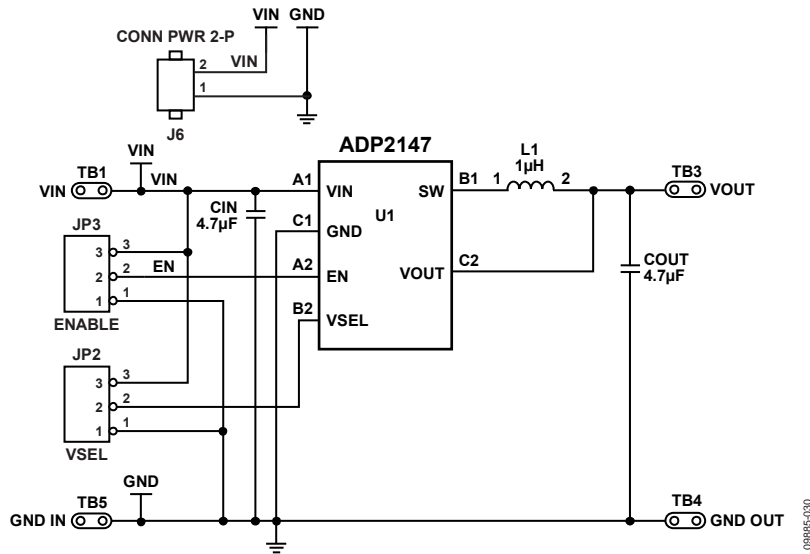 VIN GND
CONN PWR 2-P
2 VIN
1
J6
ADP2147
VIN
TB1
VIN
VIN
A1
VIN
SW
B1
1
L1
1µH
2
TB3
VOUT
CIN
4.7µF
C1
GND
U1
JP3
3 3
2 2
EN
A2
EN
VOUT
C2
COUT
4.7µF
1 1
ENABLE
B2
VSEL
JP2
3 3
2 2
1 1
VSEL
GND
TB5
GND IN
TB4
GND OUT
09885-030